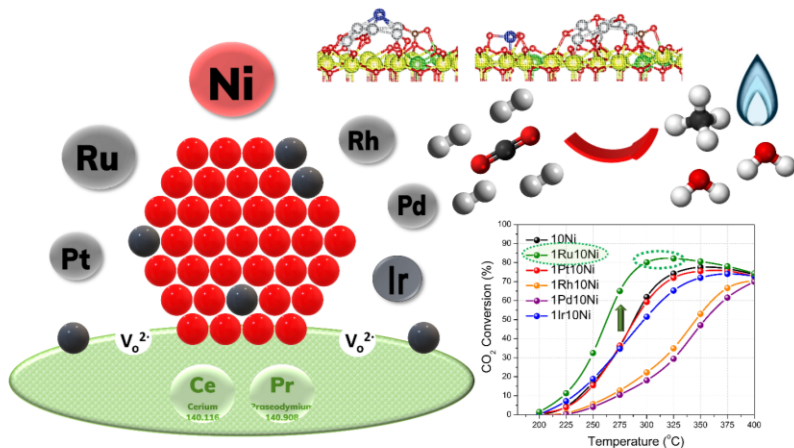 Ni
Ru
Rh
Pd
Pt
Ir
Vo2·
Vo2·
Ce
Cerium
140.116
Pr
Praseodymium
140.908
CO2 Conversion (%)
100
90
80
70
60
50
40
30
20
10
0
10Ni
1Ru10Ni
1Pt10Ni
1Rh10Ni
1Pd10Ni
1Ir10Ni
200 225 250 275 300 325 350 375 400
Temperature (°C)